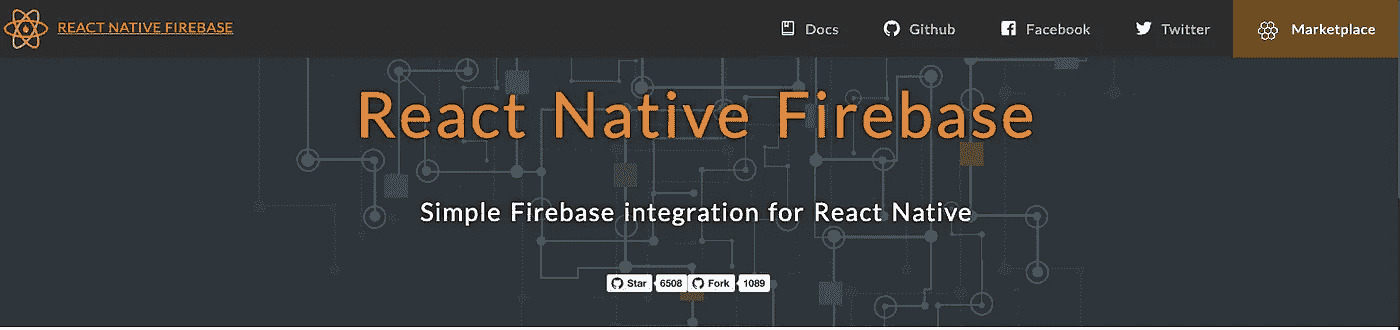 REACT NATIVE FIREBASE Docs Github Facebook Twitter Marketplace
React Native Firebase
Simple Firebase integration for React Native
Star 6508 Fork 1089